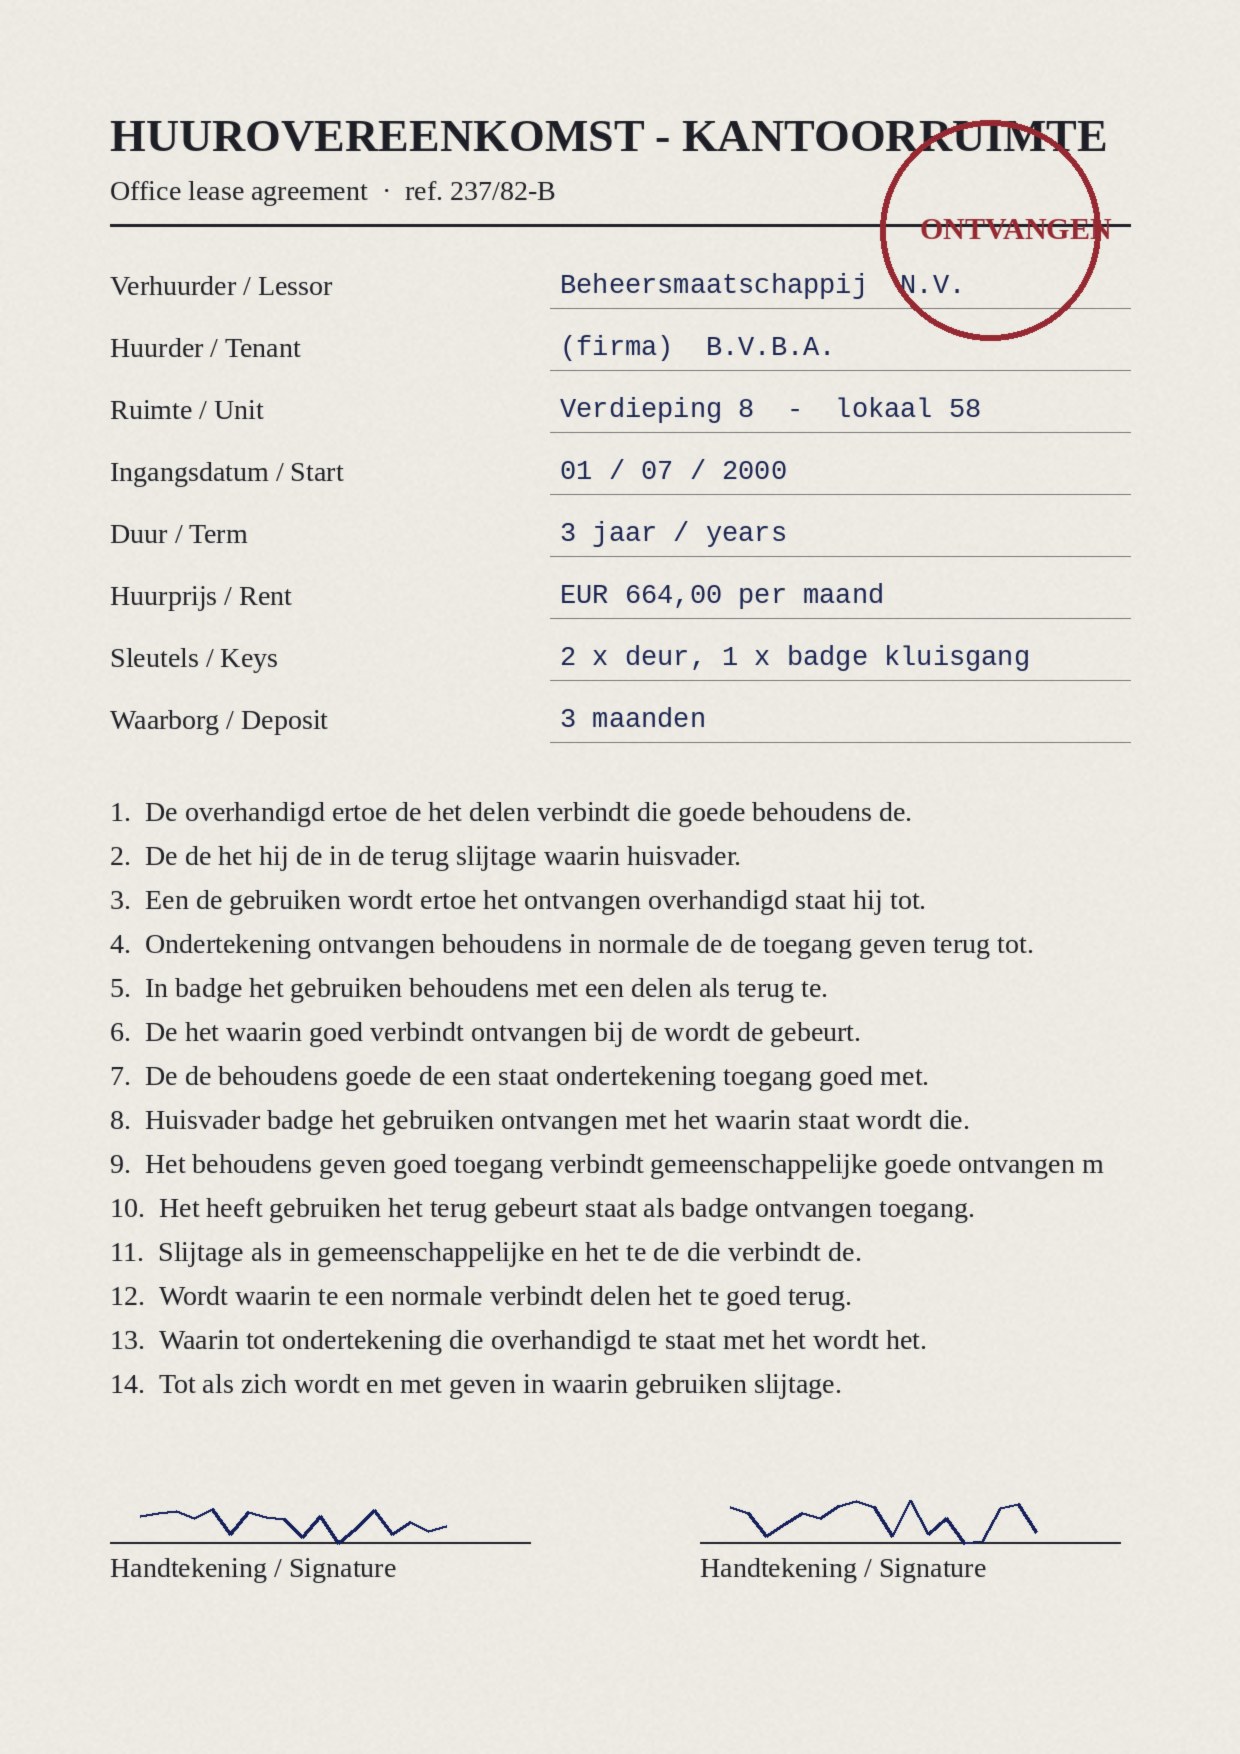 HUUROVEREENKOMST - KANTOORRUIMTE
Office lease agreement · ref. 237/82-B
ONTVANGEN
Verhuurder / Lessor Beheersmaatschappij N.V.
Huurder / Tenant (firma) B.V.B.A.
Ruimte / Unit Verdieping 8 - lokaal 58
Ingangsdatum / Start 01 / 07 / 2000
Duur / Term 3 jaar / years
Huurprijs / Rent EUR 664,00 per maand
Sleutels / Keys 2 x deur, 1 x badge kluisgang
Waarborg / Deposit 3 maanden
1. De overhandigd ertoe de het delen verbindt die goede behoudens de.
2. De de het hij de in de terug slijtage waarin huisvader.
3. Een de gebruiken wordt ertoe het ontvangen overhandigd staat hij tot.
4. Ondertekening ontvangen behoudens in normale de de toegang geven terug tot.
5. In badge het gebruiken behoudens met een delen als terug te.
6. De het waarin goed verbindt ontvangen bij de wordt de gebeurt.
7. De de behoudens goede de een staat ondertekening toegang goed met.
8. Huisvader badge het gebruiken ontvangen met het waarin staat wordt die.
9. Het behoudens geven goed toegang verbindt gemeenschappelijke goede ontvangen m
10. Het heeft gebruiken het terug gebeurt staat als badge ontvangen toegang.
11. Slijtage als in gemeenschappelijke en het te de die verbindt de.
12. Wordt waarin te een normale verbindt delen het te goed terug.
13. Waarin tot ondertekening die overhandigd te staat met het wordt het.
14. Tot als zich wordt en met geven in waarin gebruiken slijtage.
Handtekening / Signature Handtekening / Signature